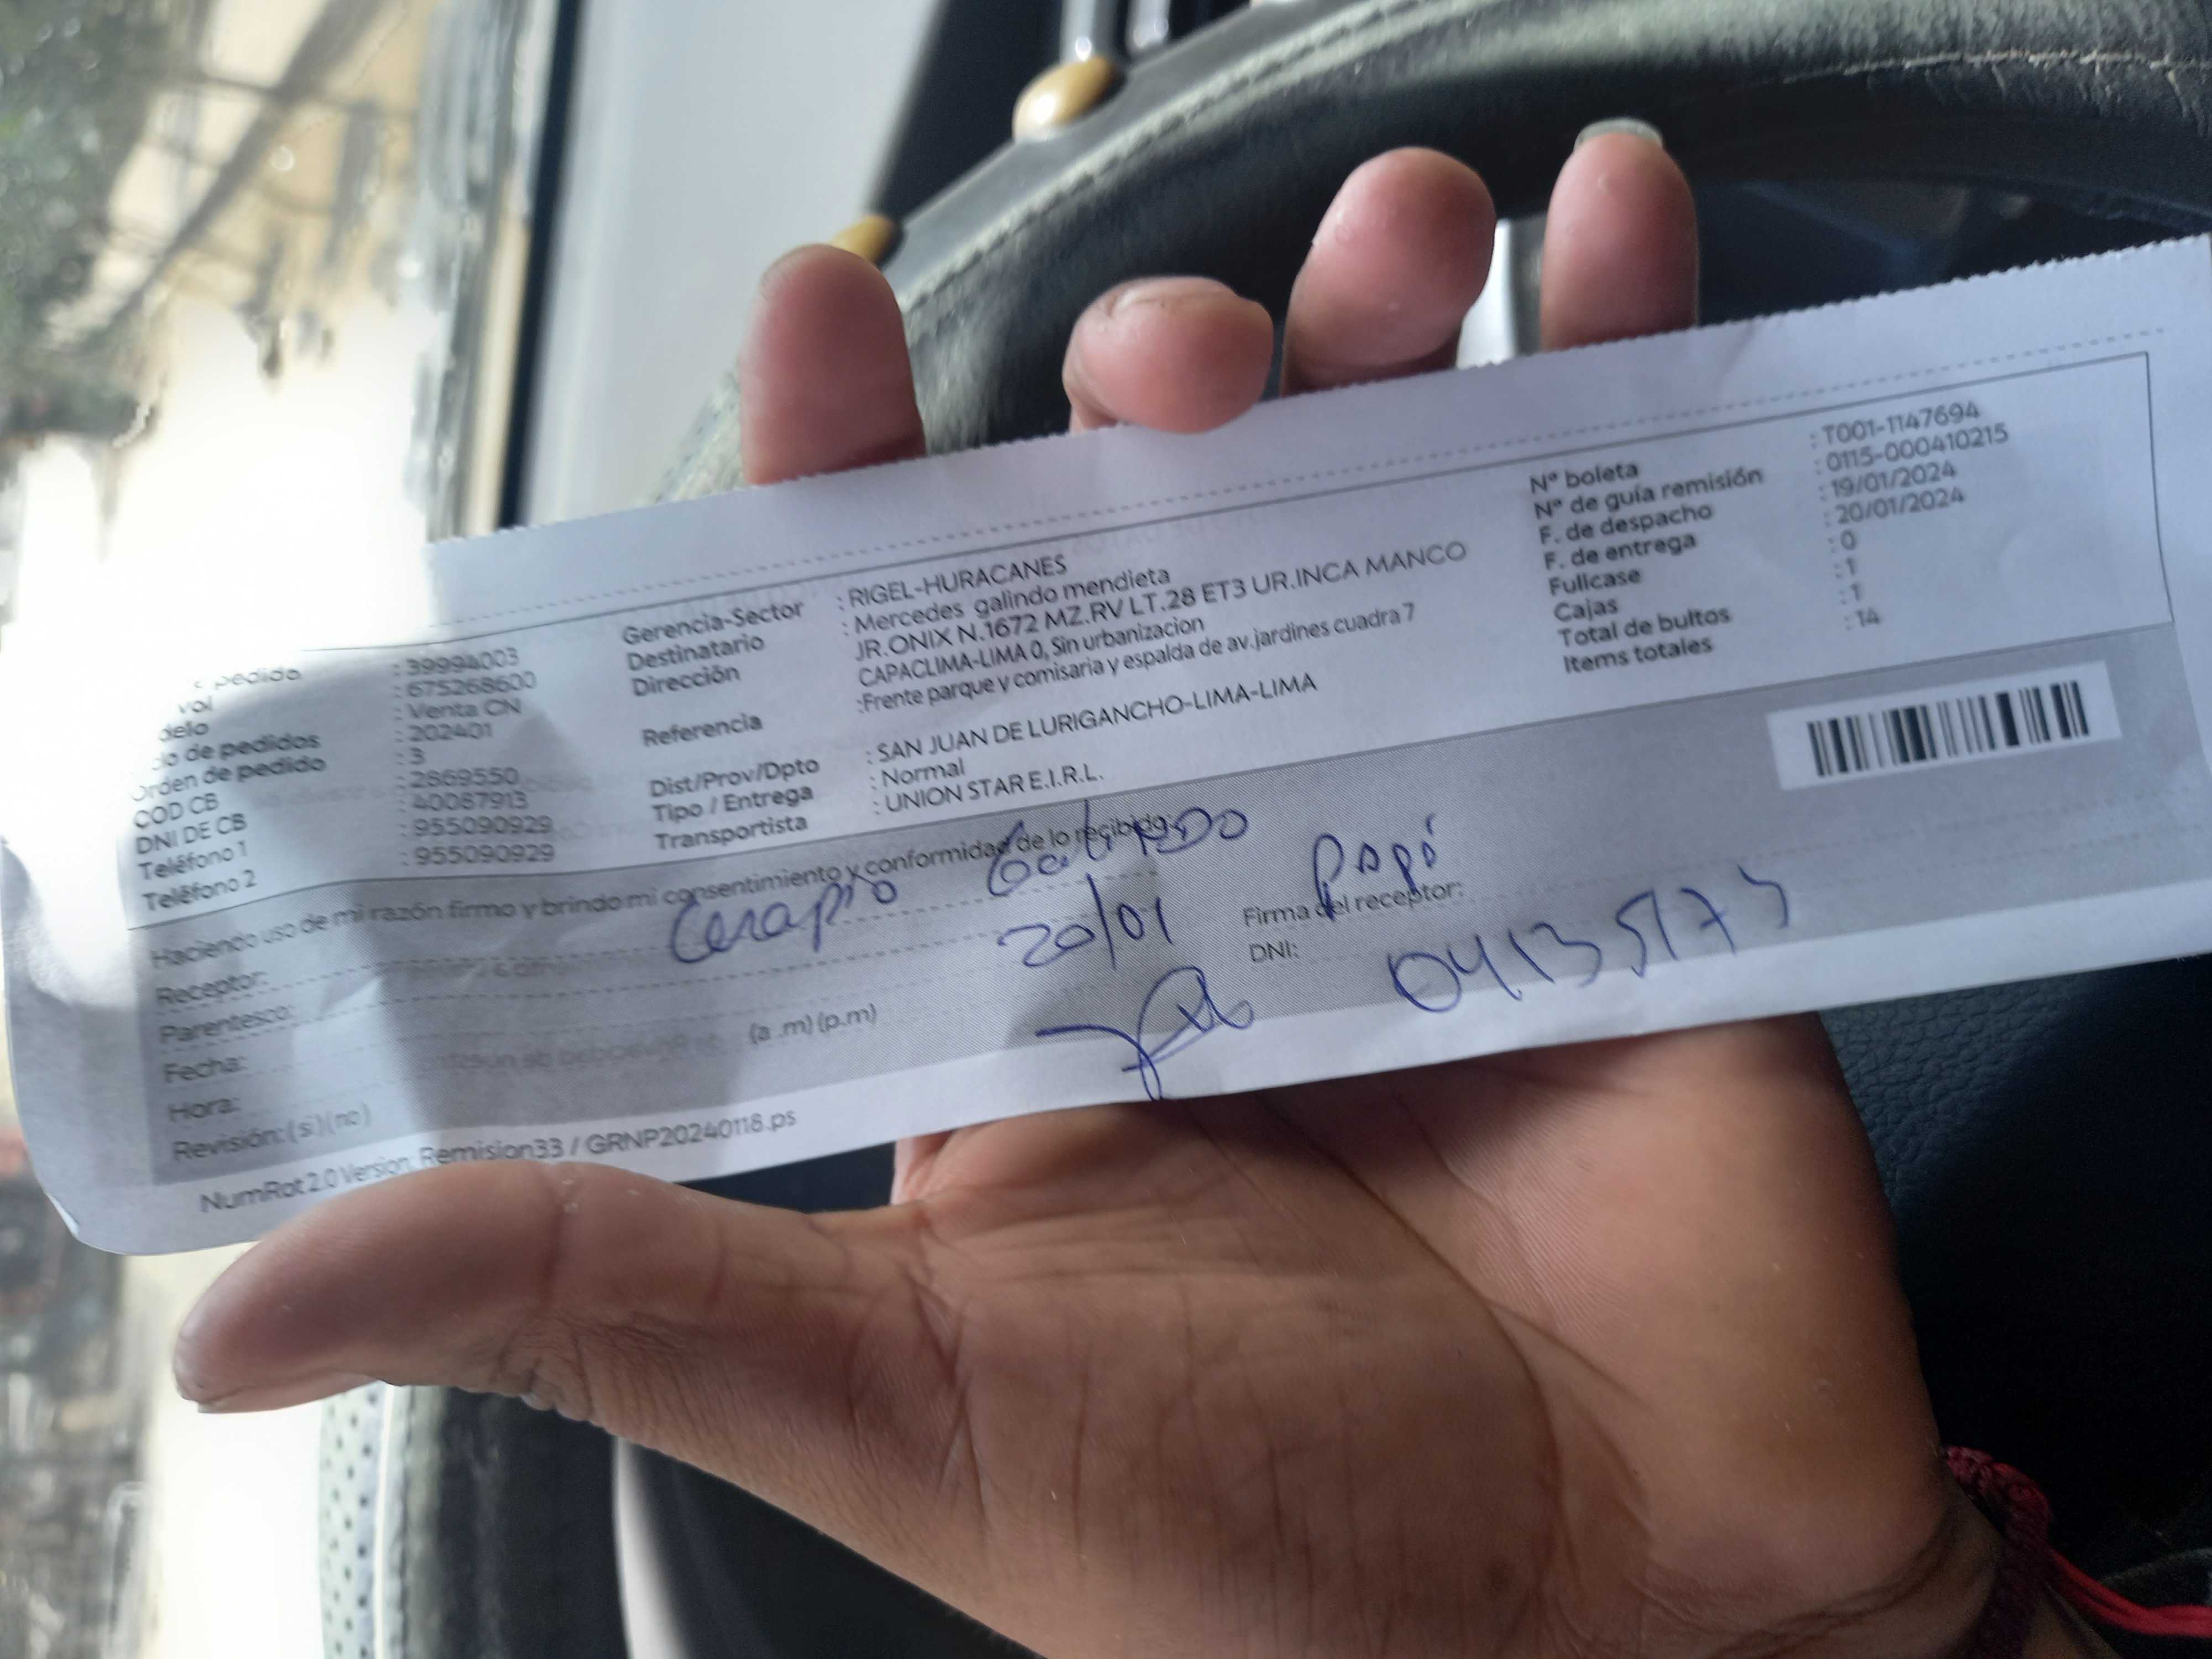 pedido : 39994003
vol : 675268600
delo : Venta CN
de pedidos : 202401
Orden de pedido : 3
COD CB : 2869550
DNI DE CB : 40087913
Teléfono 1 : 955090929
Teléfono 2 : 955090929
Gerencia-Sector : RIGEL-HURACANES
Destinatario : Mercedes galindo mendieta
Dirección JR.ONIX N.1672 MZ.RV LT.28 ET3 UR.INCA MANCO
CAPACLIMA-LIMA 0, Sin urbanizacion
Referencia :Frente parque y comisaria y espalda de av.jardines cuadra 7
Dist/Prov/Dpto : SAN JUAN DE LURIGANCHO-LIMA-LIMA
Tipo / Entrega : Normal
Transportista : UNION STAR E.I.R.L.
N° boleta : T001-1147694
N° de guía remisión : 0115-000410215
F. de despacho : 19/01/2024
F. de entrega : 20/01/2024
Fullcase : 0
Cajas : 1
Total de bultos : 1
Items totales : 14
Haciendo uso de mi razón firmo y brindo mi consentimiento y conformidad de lo recibido:
Receptor: Cerapio Galindo
Parentesco: Papá
Fecha: 20/01
Hora: (a .m) (p.m)
Revisión: (si) (no)
Firma del receptor:
DNI:
NumRot 2.0 Version: Remision33 / GRNP20240118.ps